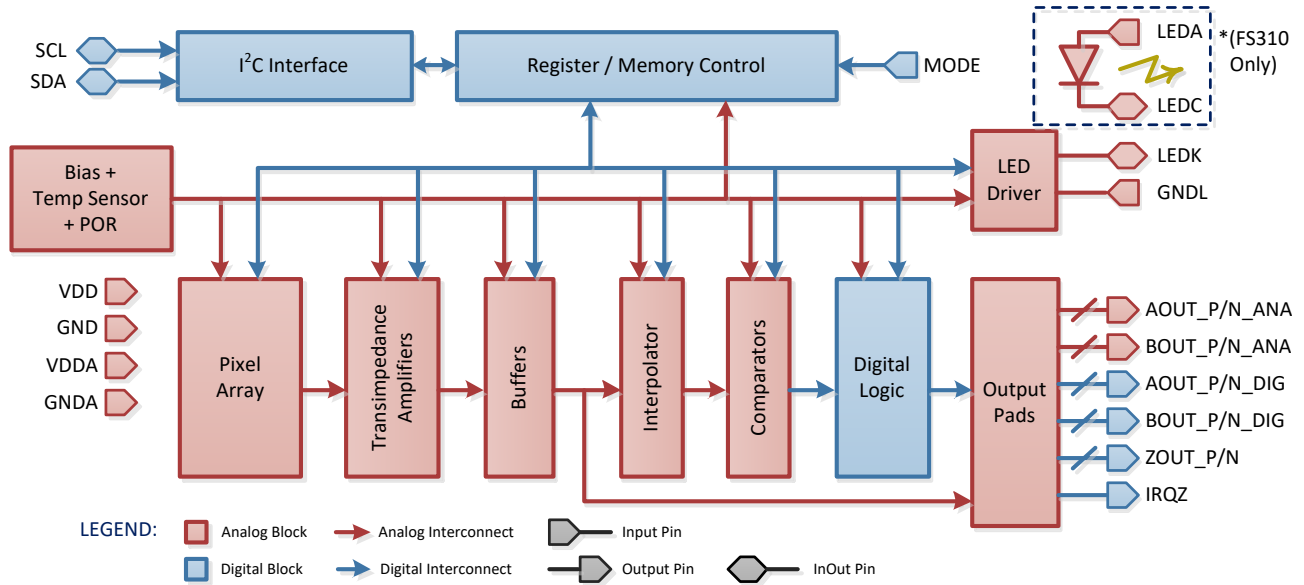 SCL
SDA
I²C Interface
Register / Memory Control
MODE
LEDA
LEDC
*(FS310
Only)
Bias +
Temp Sensor
+ POR
LED
Driver
LEDK
GNDL
VDD
GND
VDDA
GNDA
Pixel
Array
Transimpedance
Amplifiers
Buffers
Interpolator
Comparators
Digital
Logic
Output
Pads
AOUT_P/N_ANA
BOUT_P/N_ANA
AOUT_P/N_DIG
BOUT_P/N_DIG
ZOUT_P/N
IRQZ
LEGEND:
Analog Block
Analog Interconnect
Input Pin
Digital Block
Digital Interconnect
Output Pin
InOut Pin